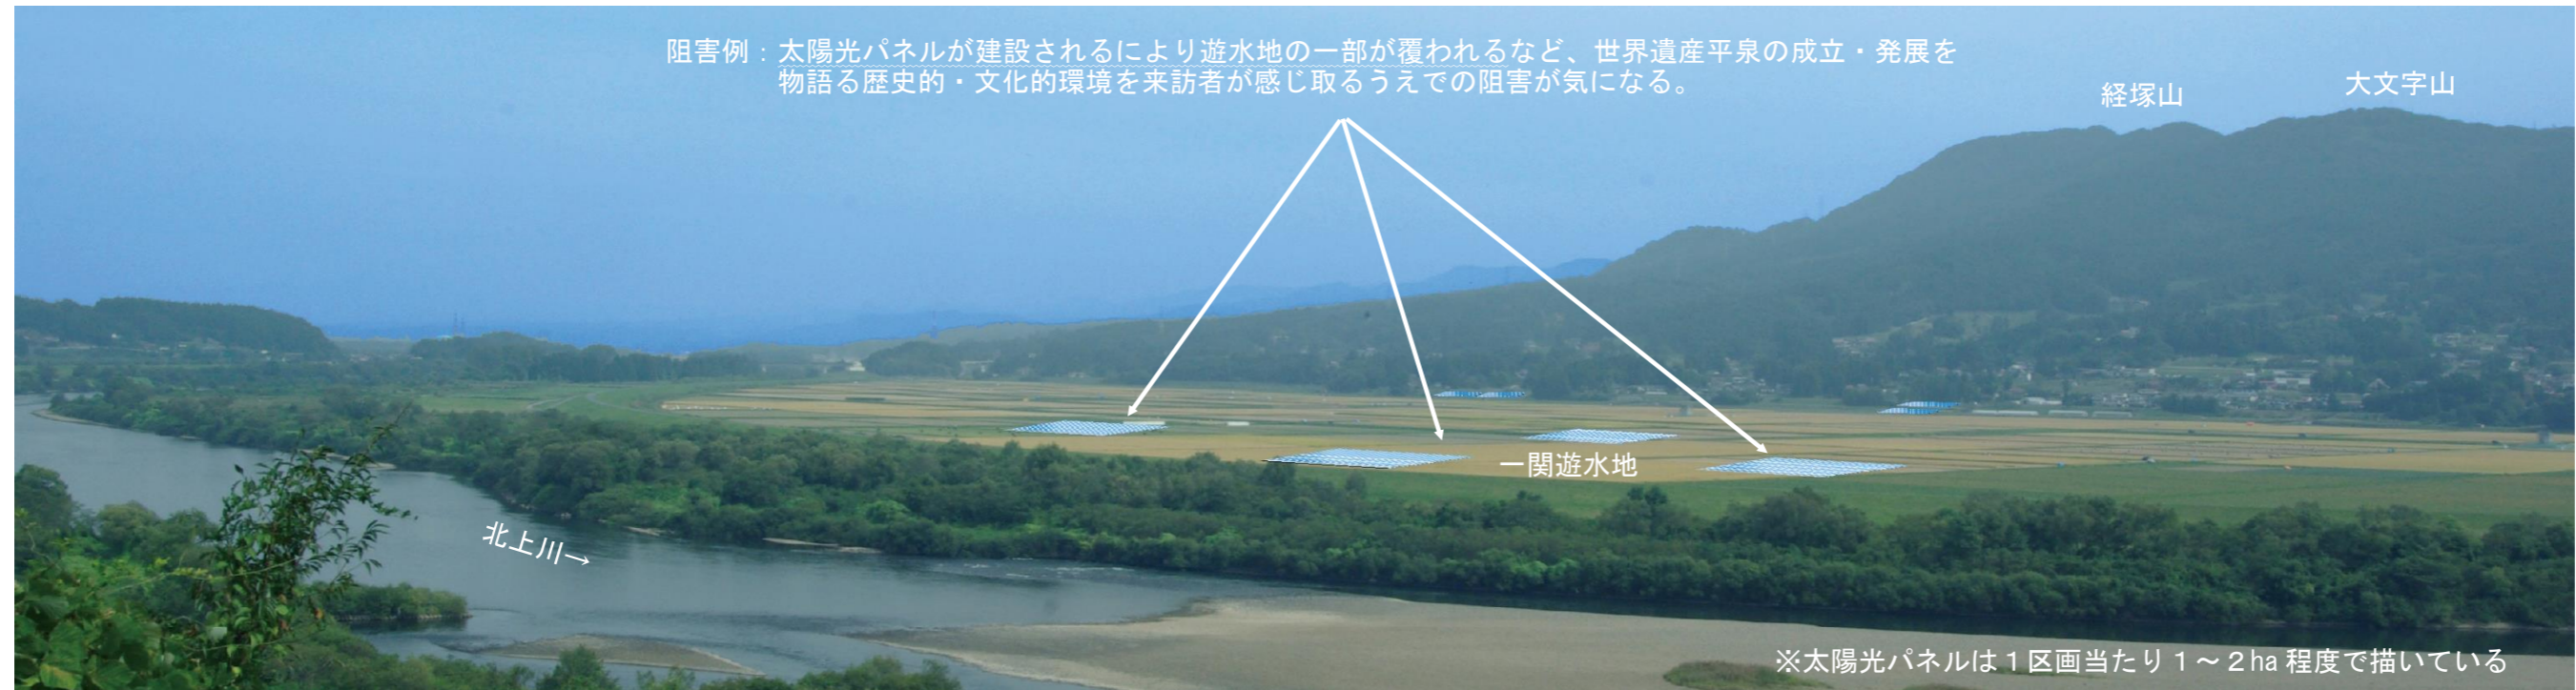 阻害例：太陽光パネルが建設されるにより遊水地の一部が覆われるなど、世界遺産平泉の成立・発展を
物語る歴史的・文化的環境を来訪者が感じ取るうえでの阻害が気になる。
経塚山
大文字山
一関遊水地
北上川→
※太陽光パネルは１区画当たり１～２ha 程度で描いている